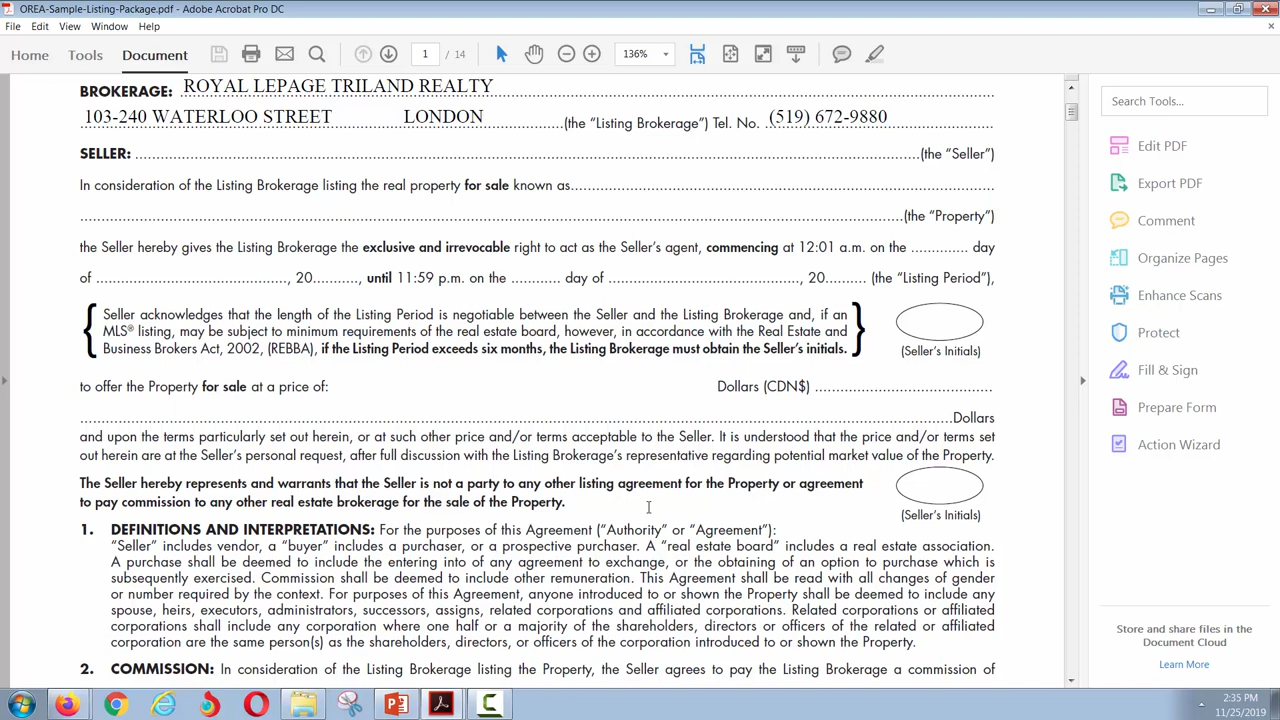 OREA-Sample-Listing-Package.pdf - Adobe Acrobat Pro DC
File Edit View Window Help
Home Tools Document 1 / 14 136%
BROKERAGE: ROYAL LEPAGE TRILAND REALTY
103-240 WATERLOO STREET LONDON (the “Listing Brokerage”) Tel. No. (519) 672-9880
SELLER: (the “Seller”)
In consideration of the Listing Brokerage listing the real property for sale known as
(the “Property”)
the Seller hereby gives the Listing Brokerage the exclusive and irrevocable right to act as the Seller’s agent, commencing at 12:01 a.m. on the day
of , 20 , until 11:59 p.m. on the day of , 20 (the “Listing Period”),
Seller acknowledges that the length of the Listing Period is negotiable between the Seller and the Listing Brokerage and, if an
MLS® listing, may be subject to minimum requirements of the real estate board, however, in accordance with the Real Estate and
Business Brokers Act, 2002, (REBBA), if the Listing Period exceeds six months, the Listing Brokerage must obtain the Seller’s initials.
(Seller’s Initials)
to offer the Property for sale at a price of: Dollars (CDN$)
Dollars
and upon the terms particularly set out herein, or at such other price and/or terms acceptable to the Seller. It is understood that the price and/or terms set
out herein are at the Seller’s personal request, after full discussion with the Listing Brokerage’s representative regarding potential market value of the Property.
The Seller hereby represents and warrants that the Seller is not a party to any other listing agreement for the Property or agreement
to pay commission to any other real estate brokerage for the sale of the Property.
(Seller’s Initials)
1. DEFINITIONS AND INTERPRETATIONS: For the purposes of this Agreement (“Authority” or “Agreement”):
“Seller” includes vendor, a “buyer” includes a purchaser, or a prospective purchaser. A “real estate board” includes a real estate association.
A purchase shall be deemed to include the entering into of any agreement to exchange, or the obtaining of an option to purchase which is
subsequently exercised. Commission shall be deemed to include other remuneration. This Agreement shall be read with all changes of gender
or number required by the context. For purposes of this Agreement, anyone introduced to or shown the Property shall be deemed to include any
spouse, heirs, executors, administrators, successors, assigns, related corporations and affiliated corporations. Related corporations or affiliated
corporations shall include any corporation where one half or a majority of the shareholders, directors or officers of the related or affiliated
corporation are the same person(s) as the shareholders, directors, or officers of the corporation introduced to or shown the Property.
2. COMMISSION: In consideration of the Listing Brokerage listing the Property, the Seller agrees to pay the Listing Brokerage a commission of
Search Tools...
Edit PDF
Export PDF
Comment
Organize Pages
Enhance Scans
Protect
Fill & Sign
Prepare Form
Action Wizard
Store and share files in the
Document Cloud
Learn More
2:35 PM
11/25/2019